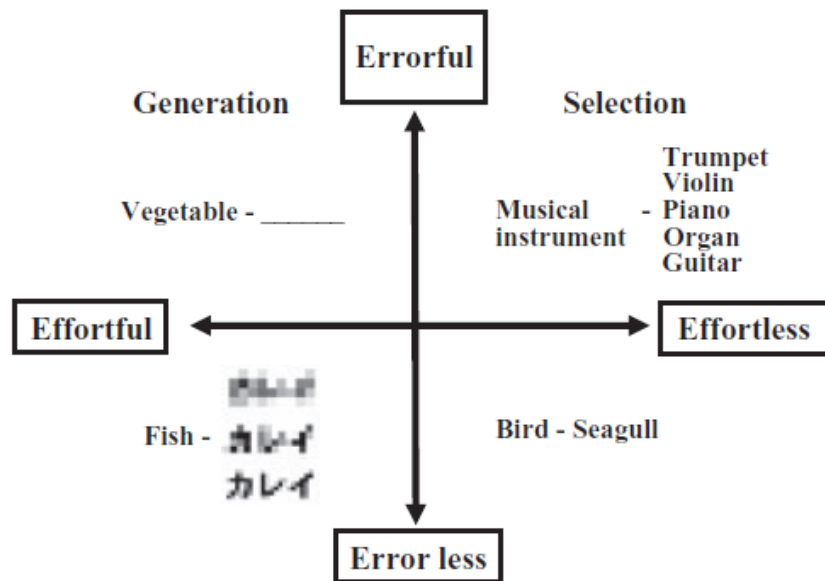 Errorful
Generation
Selection
Vegetable - ______
Musical instrument -
Trumpet
Violin
Piano
Organ
Guitar
Effortful
Effortless
Fish -
カレイ
カレイ
Bird - Seagull
Error less